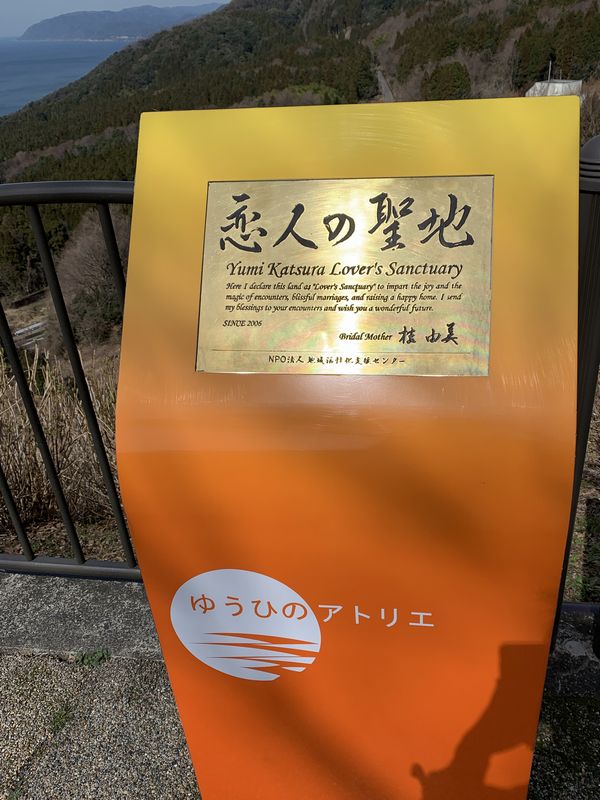 恋人の聖地
Yumi Katsura Lover's Sanctuary
Here I declare this land as "Lover's Sanctuary" to impart the joy and the
magic of encounters, blissful marriages, and raising a happy home. I send
my blessings to your encounters and wish you a wonderful future.
SINCE 2006
Bridal Mother 桂 由美
NPO法人 地域活性化支援センター
ゆうひのアトリエ